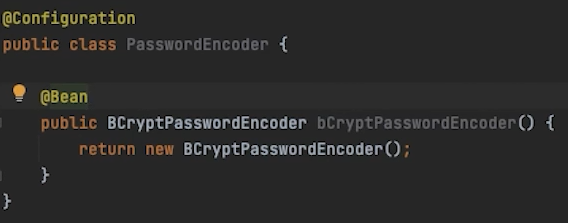 @Configuration
public class PasswordEncoder {
@Bean
public BCryptPasswordEncoder bCryptPasswordEncoder() {
return new BCryptPasswordEncoder();
}
}